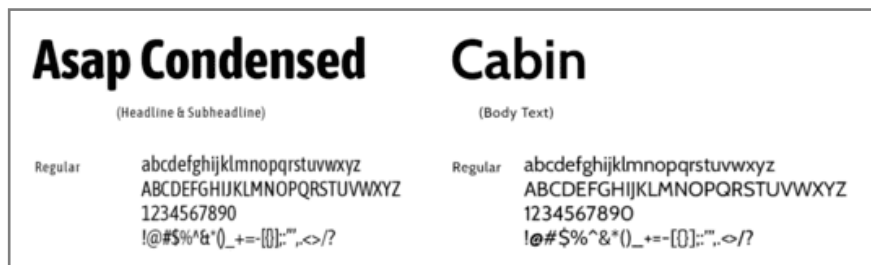 Asap Condensed
(Headline & Subheadline)
Regular
abcdefghijklmnopqrstuvwxyz
ABCDEFGHIJKLMNOPQRSTUVWXYZ
1234567890
!@#$%^&*()_+=-[{}];:"",.<>/?
Cabin
(Body Text)
Regular
abcdefghijklmnopqrstuvwxyz
ABCDEFGHIJKLMNOPQRSTUVWXYZ
1234567890
!@#$%^&*()_+=-[{}];:"",.<>/?